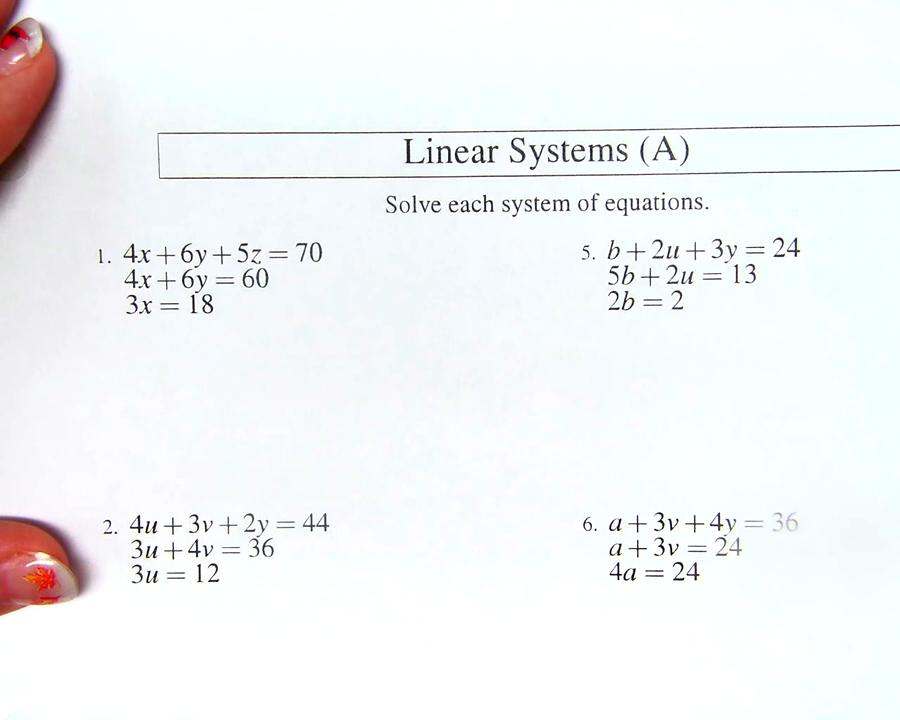 Linear Systems (A)
Solve each system of equations.
1. 4x + 6y + 5z = 70
4x + 6y = 60
3x = 18
5. b + 2u + 3y = 24
5b + 2u = 13
2b = 2
2. 4u + 3v + 2y = 44
3u + 4v = 36
3u = 12
6. a + 3v + 4y = 36
a + 3v = 24
4a = 24